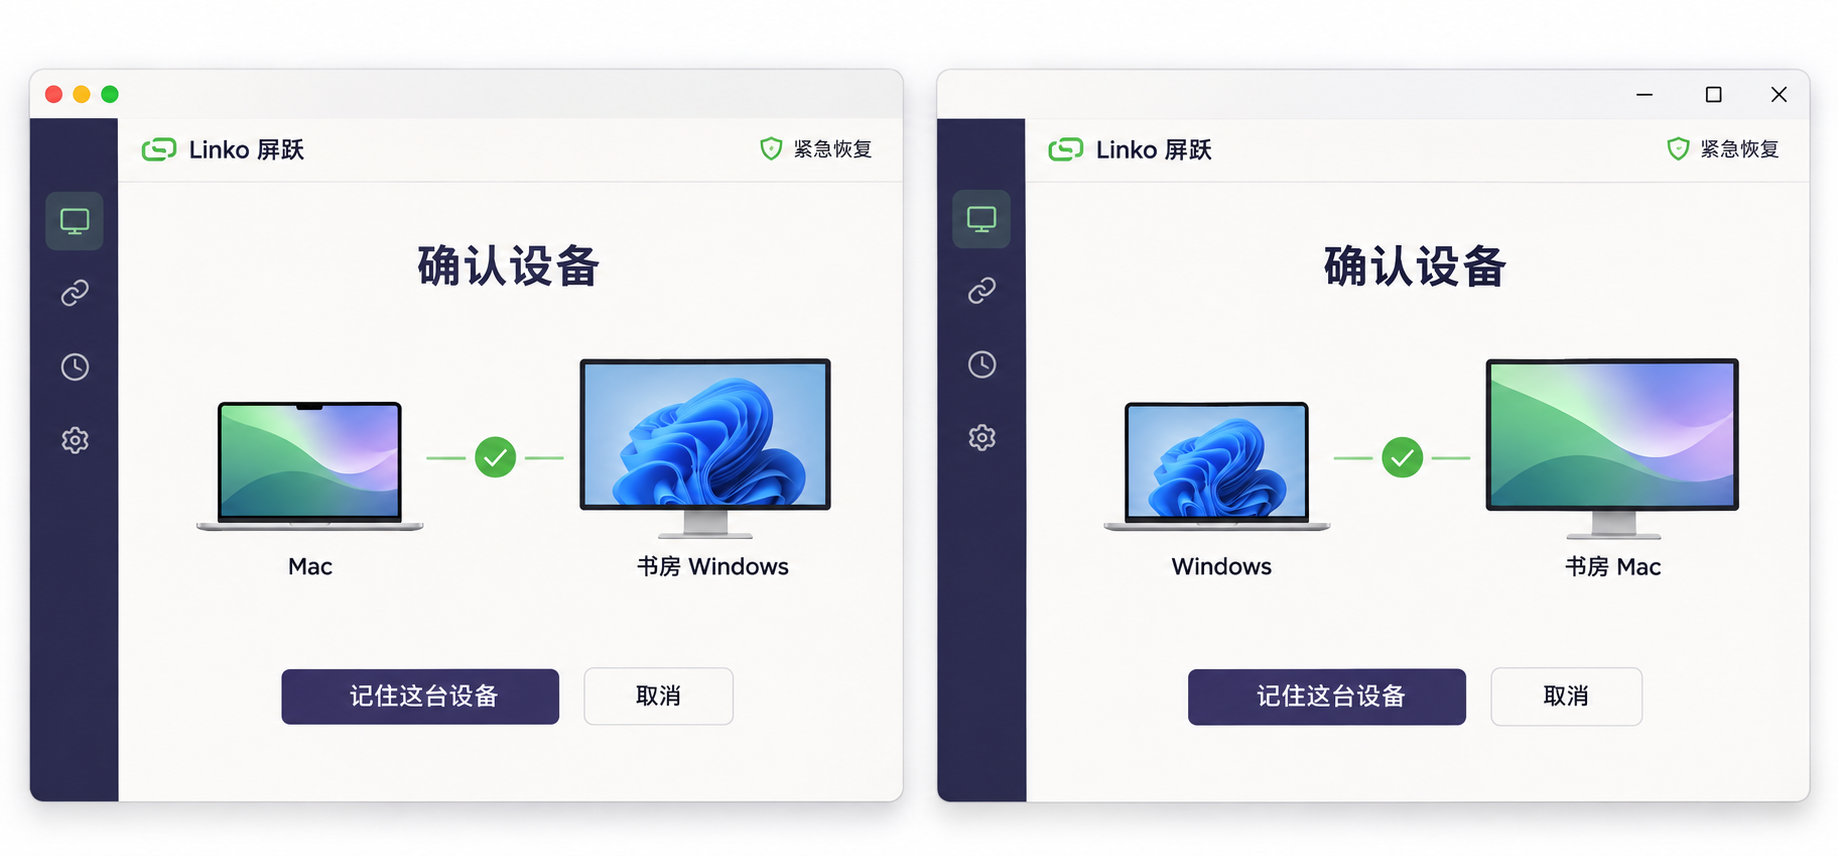 Linko 屏跃
紧急恢复
确认设备
Mac
书房 Windows
记住这台设备
取消
Linko 屏跃
紧急恢复
确认设备
Windows
书房 Mac
记住这台设备
取消